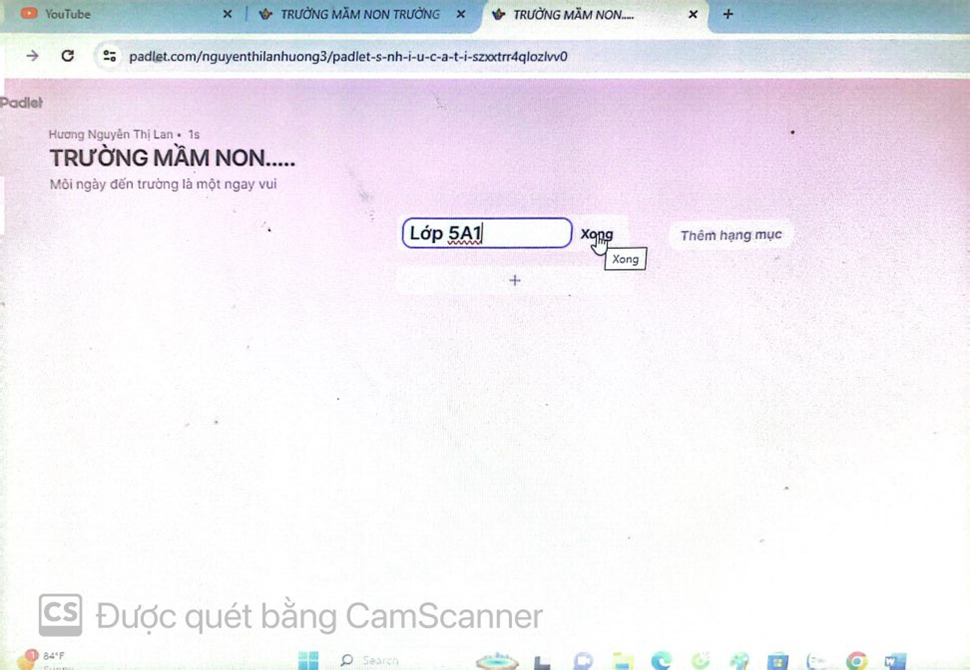 YouTube
TRƯỜNG MẦM NON TRƯỜNG
TRƯỜNG MẦM NON.....
padlet.com/nguyenthilanhuong3/padlet-s-nh-i-u-c-a-t-i-szxxtrr4qlozlvv0
Padlet
Hương Nguyễn Thị Lan • 1s
TRƯỜNG MẦM NON.....
Môi ngày đến trường là một ngay vui
Lớp 5A1
Xong
Thêm hạng mục
Xong
+
CS Được quét bằng CamScanner
1
84°F
Sunny
Search